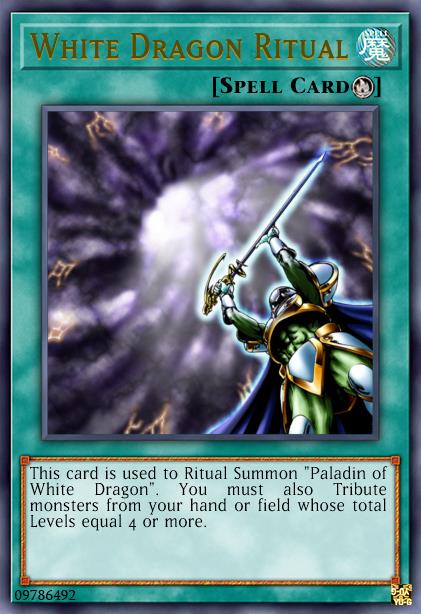 White Dragon Ritual
[Spell Card]
This card is used to Ritual Summon "Paladin of
White Dragon". You must also Tribute
monsters from your hand or field whose total
Levels equal 4 or more.
09786492